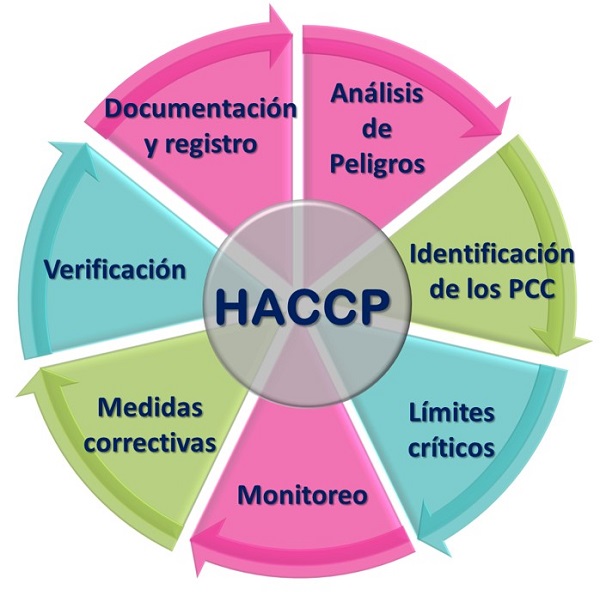 Análisis
de
Peligros
Identificación
de los PCC
Límites
críticos
Monitoreo
Medidas
correctivas
Verificación
Documentación
y registro
HACCP